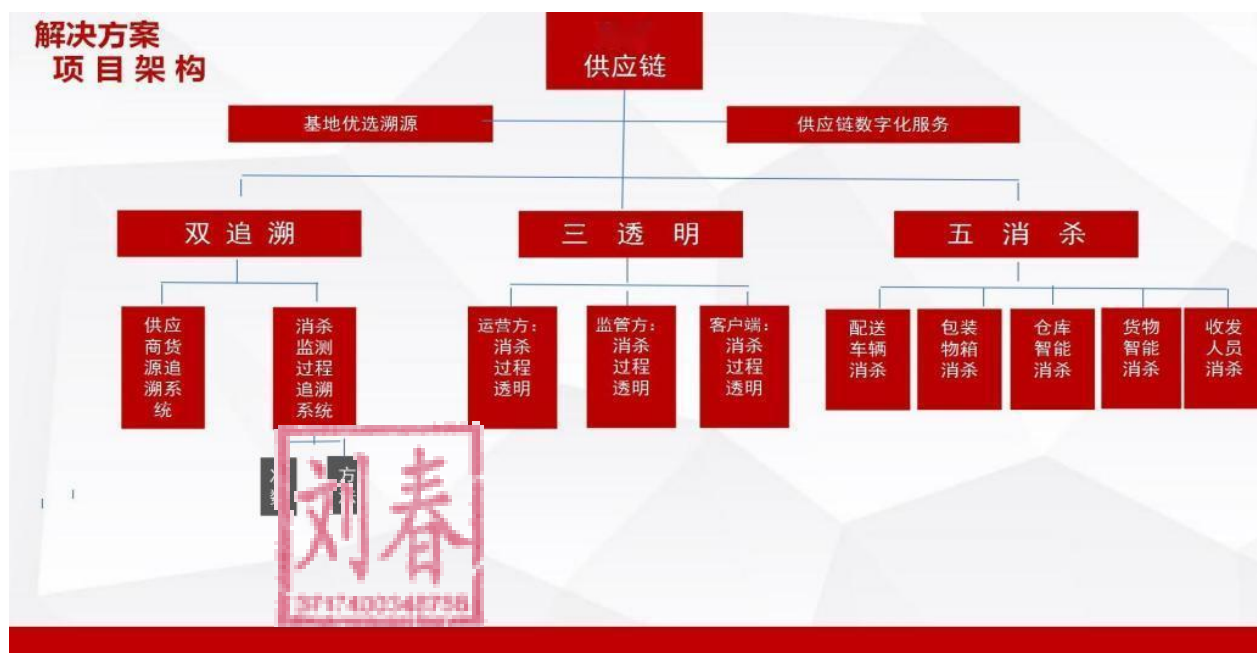 解决方案
项目架构
供应链
基地优选溯源
供应链数字化服务
双追溯
三透明
五消杀
供应
商货
源追
溯系
统
消杀
监测
过程
追溯
系统
运营方：
消杀
过程
透明
监管方：
消杀
过程
透明
客户端：
消杀
过程
透明
配送
车辆
消杀
包装
物箱
消杀
仓库
智能
消杀
货物
智能
消杀
收发
人员
消杀
方
刘春